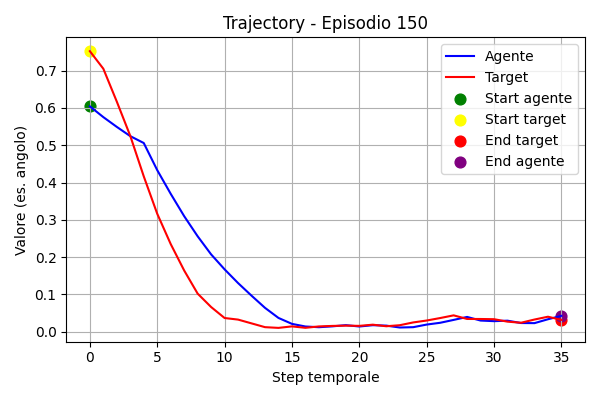 Trajectory - Episodio 150
Valore (es. angolo)
0.7
0.6
0.5
0.4
0.3
0.2
0.1
0.0
Agente
Target
Start agente
Start target
End target
End agente
0 5 10 15 20 25 30 35
Step temporale